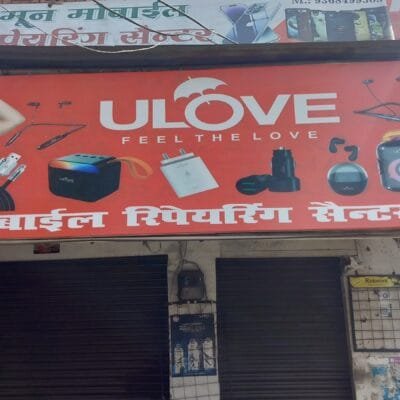 मून मोबाईल
रिपेयरिंग सैन्टर
ULOVE
FEEL THE LOVE
बाईल रिपेयरिंग सैन्टर